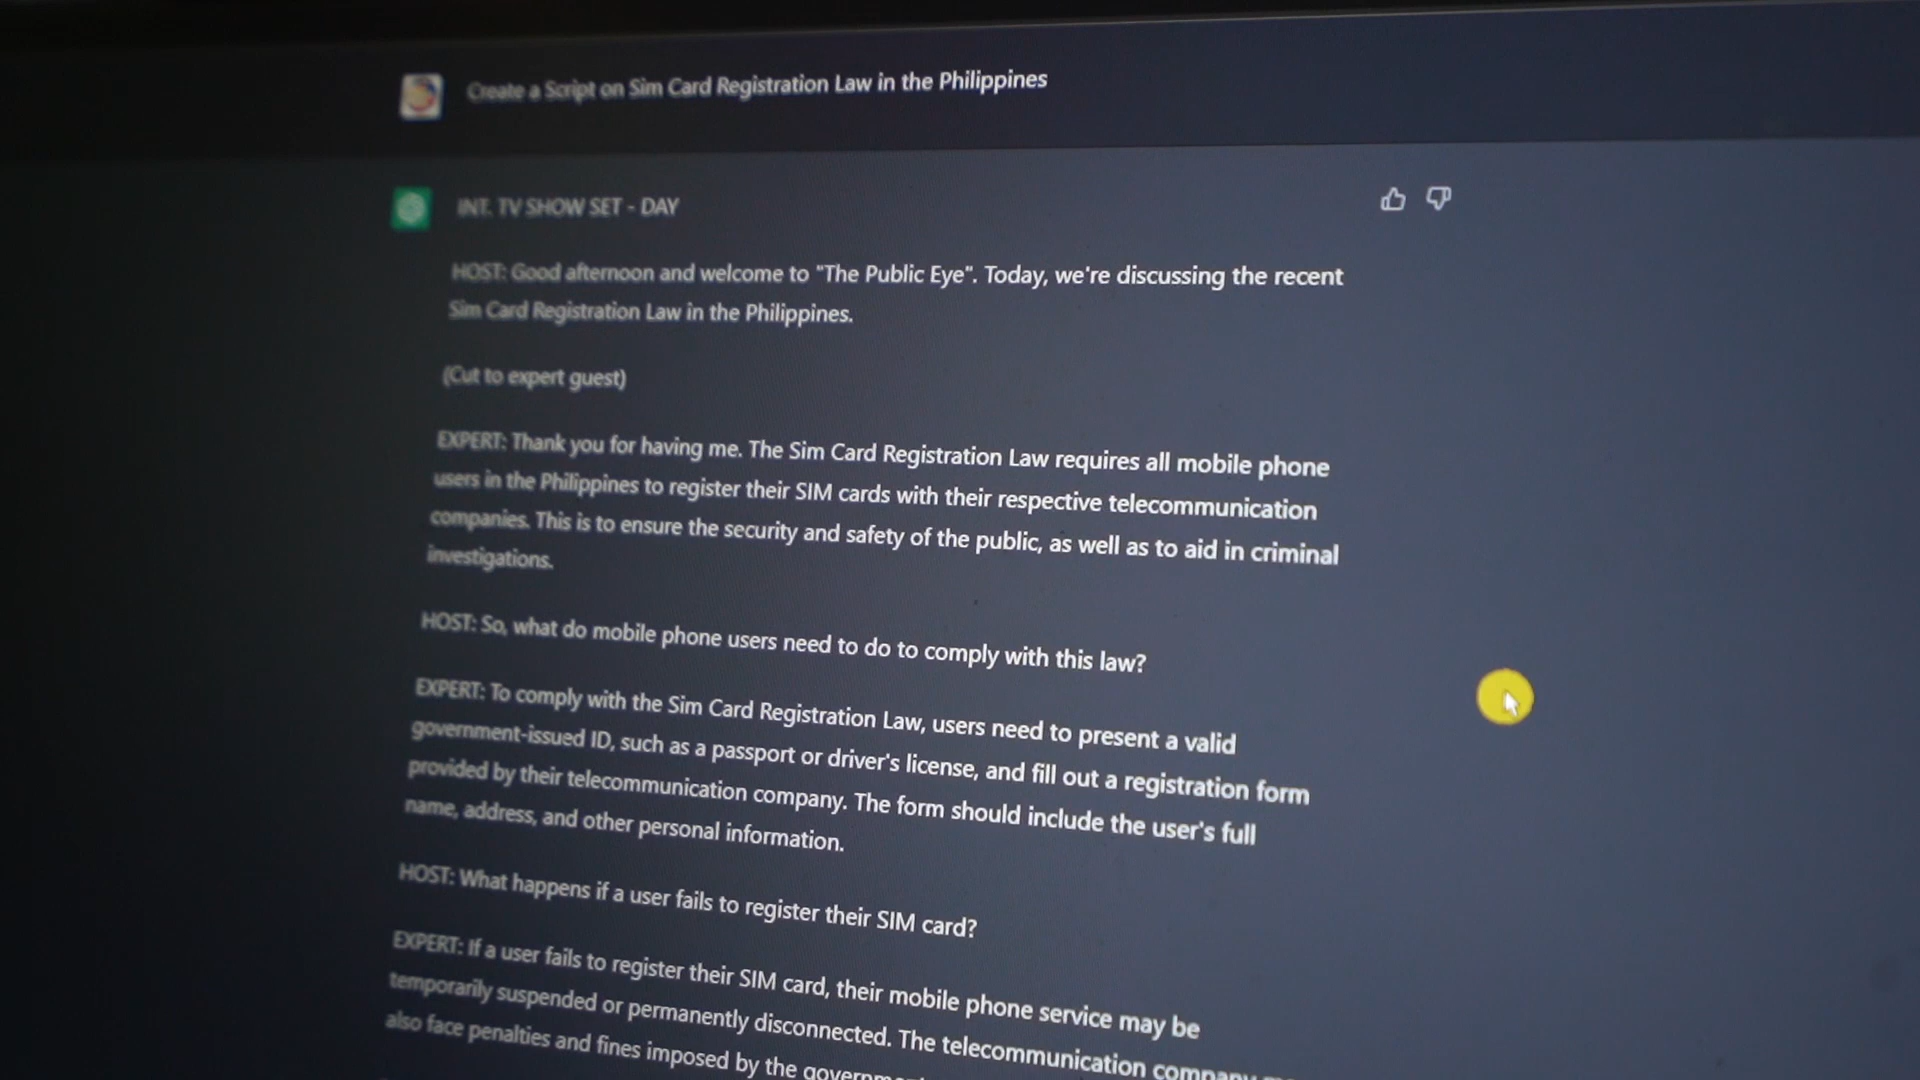 Create a Script on Sim Card Registration Law in the Philippines
INT. TV SHOW SET - DAY
HOST: Good afternoon and welcome to "The Public Eye". Today, we're discussing the recent
Sim Card Registration Law in the Philippines.
(Cut to expert guest)
EXPERT: Thank you for having me. The Sim Card Registration Law requires all mobile phone
users in the Philippines to register their SIM cards with their respective telecommunication
companies. This is to ensure the security and safety of the public, as well as to aid in criminal
investigations.
HOST: So, what do mobile phone users need to do to comply with this law?
EXPERT: To comply with the Sim Card Registration Law, users need to present a valid
government-issued ID, such as a passport or driver's license, and fill out a registration form
provided by their telecommunication company. The form should include the user's full
name, address, and other personal information.
HOST: What happens if a user fails to register their SIM card?
EXPERT: If a user fails to register their SIM card, their mobile phone service may be
temporarily suspended or permanently disconnected. The telecommunication company
also face penalties and fines imposed by the